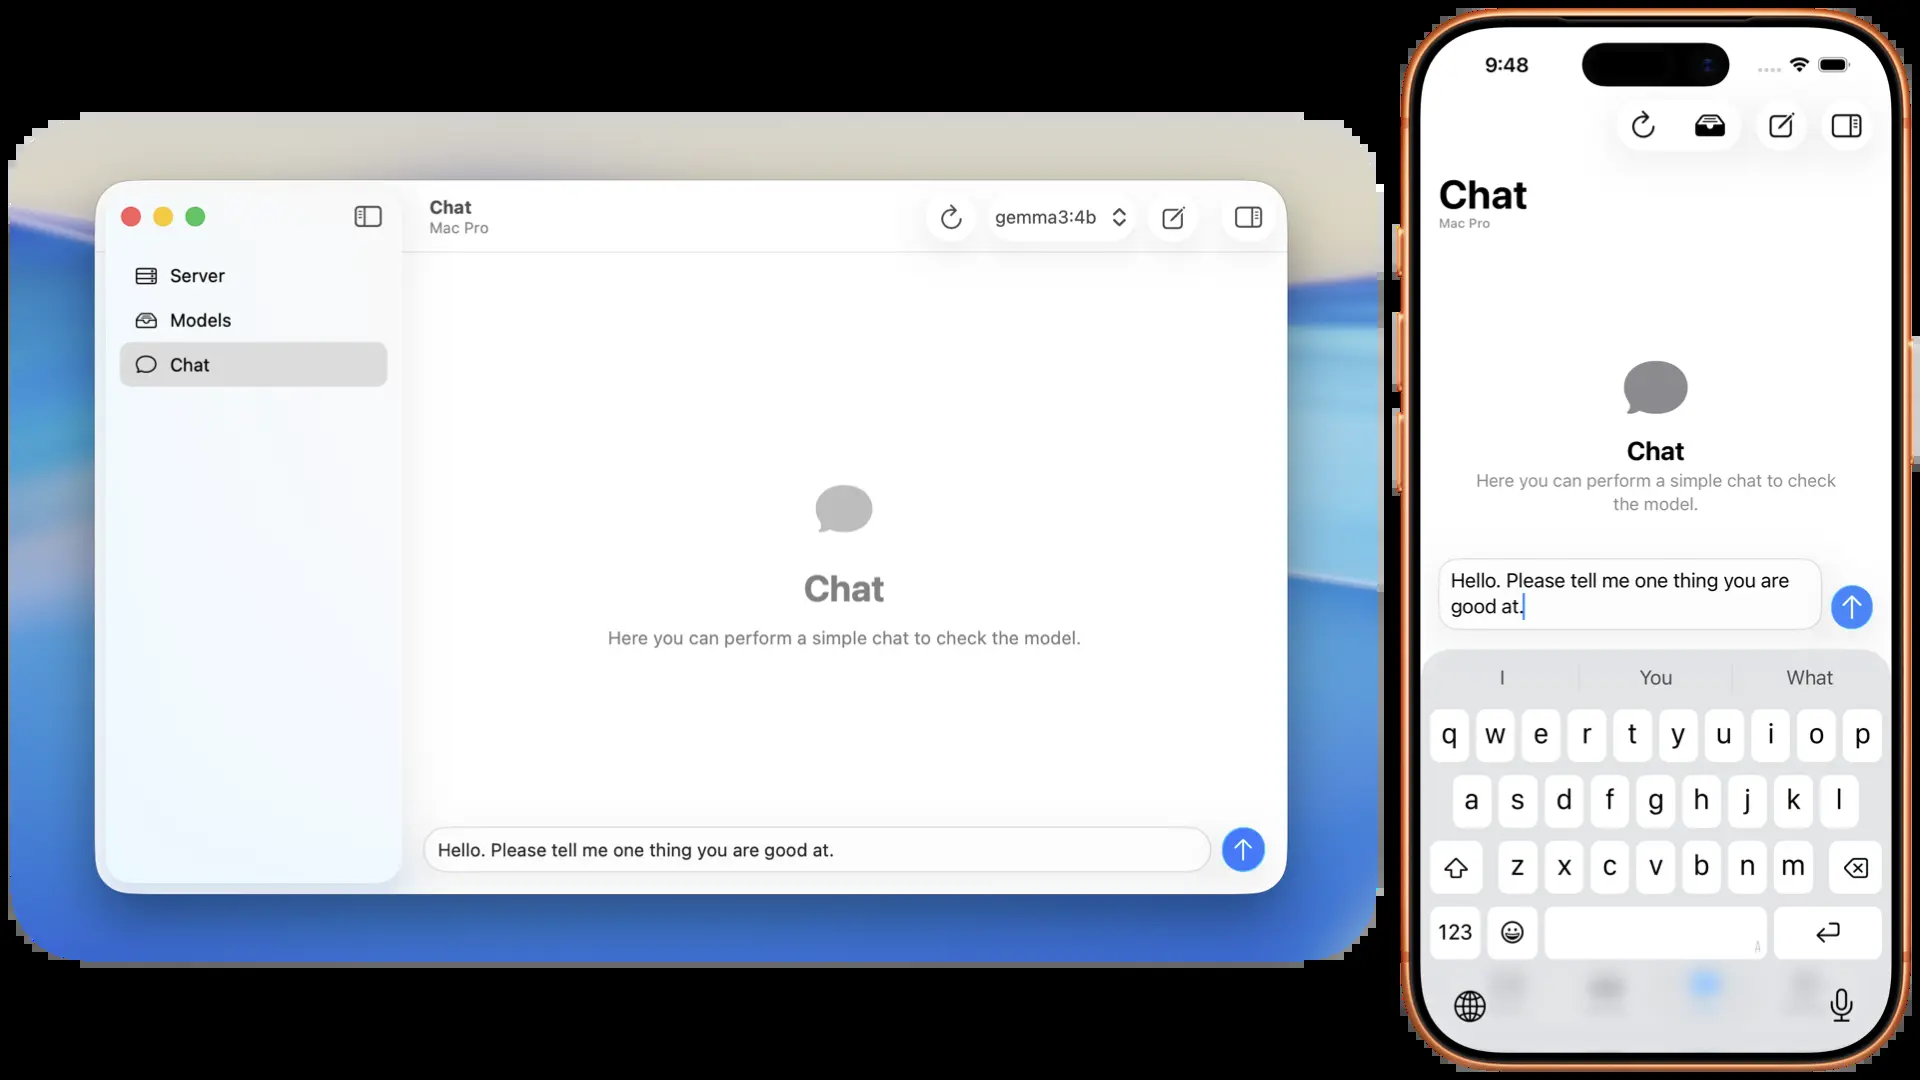 Chat
Mac Pro
gemma3:4b
Server
Models
Chat
Chat
Here you can perform a simple chat to check the model.
Hello. Please tell me one thing you are good at.
9:48
Chat
Mac Pro
Chat
Here you can perform a simple chat to check
the model.
Hello. Please tell me one thing you are
good at.
I You What
q w e r t y u i o p
a s d f g h j k l
z x c v b n m
123
A